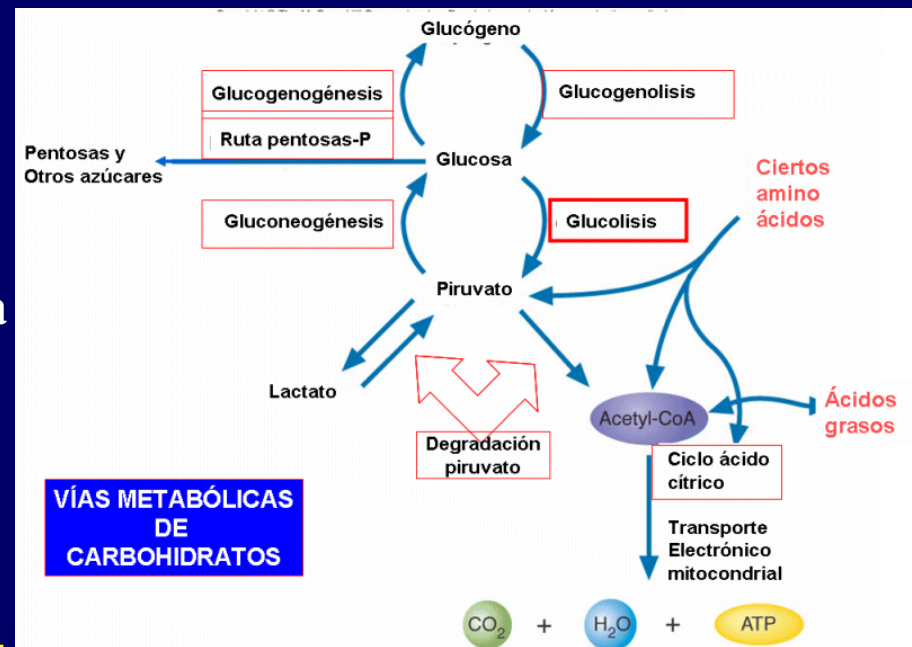 Glucógeno
Glucogenogénesis
Glucogenolisis
Ruta pentosas-P
Pentosas y
Otros azúcares
Glucosa
Ciertos
amino
ácidos
Gluconeogénesis
Glucolisis
Piruvato
a
Lactato
Acetyl-CoA
Ácidos
grasos
Degradación
piruvato
Ciclo ácido
cítrico
VÍAS METABÓLICAS
DE
CARBOHIDRATOS
Transporte
Electrónico
mitocondrial
CO₂ + H₂O + ATP